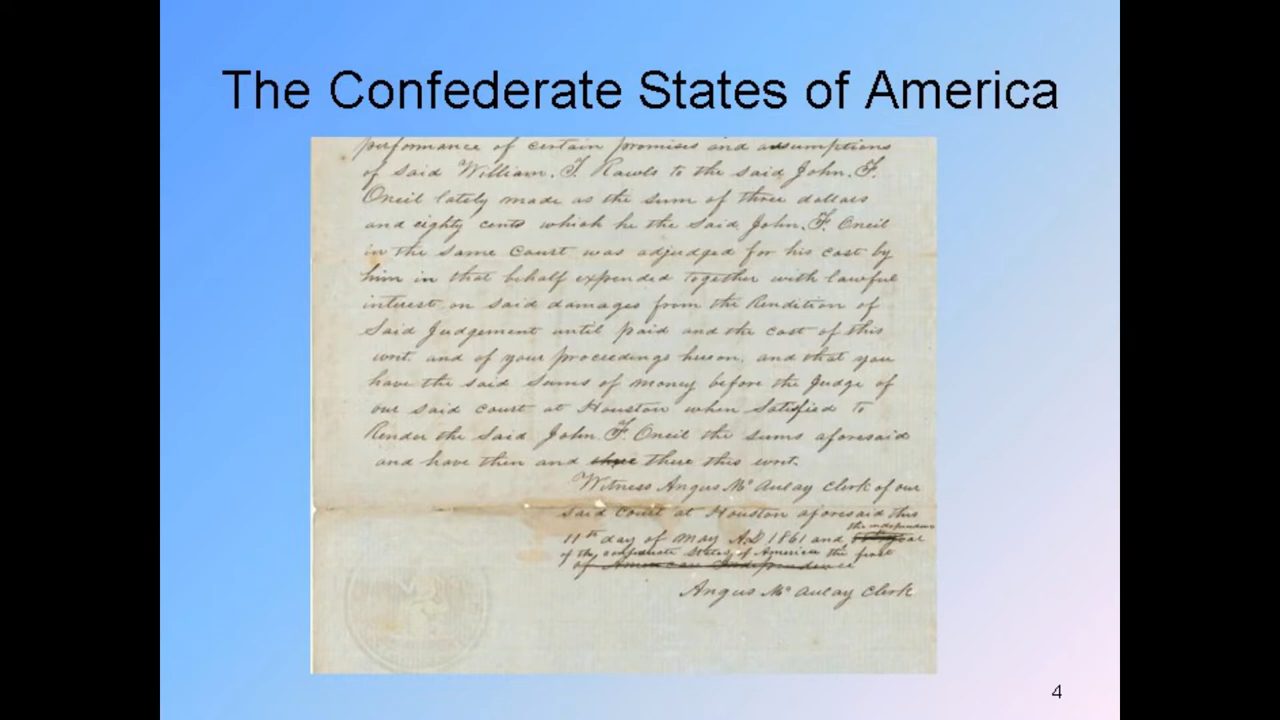 The Confederate States of America
performance of certain promises and assumptions
of said William. T. Rawls to the said John. F.
Oneil lately made as the sum of three dollars
and eighty cents which he the Said John. F. Oneil
in the same court was adjudged for his cost by
him in that behalf expended together with lawful
interest on said damages from the Rendition of
Said Judgement until paid and the cost of this
writ. and of your proceedings hereon. and that you
have the said Sums of money before the Judge of
our said court at Houston when Satisfied to
Render the Said John. F. Oneil the sums aforesaid
and have then and there this writ.
Witness Angus Mc Aulay Clerk of our
said court at Houston aforesaid this
the independence
11th day of May A.D 1861 and
of the confederate States of America the first
of American Independence
Angus Mc Aulay Clerk
4